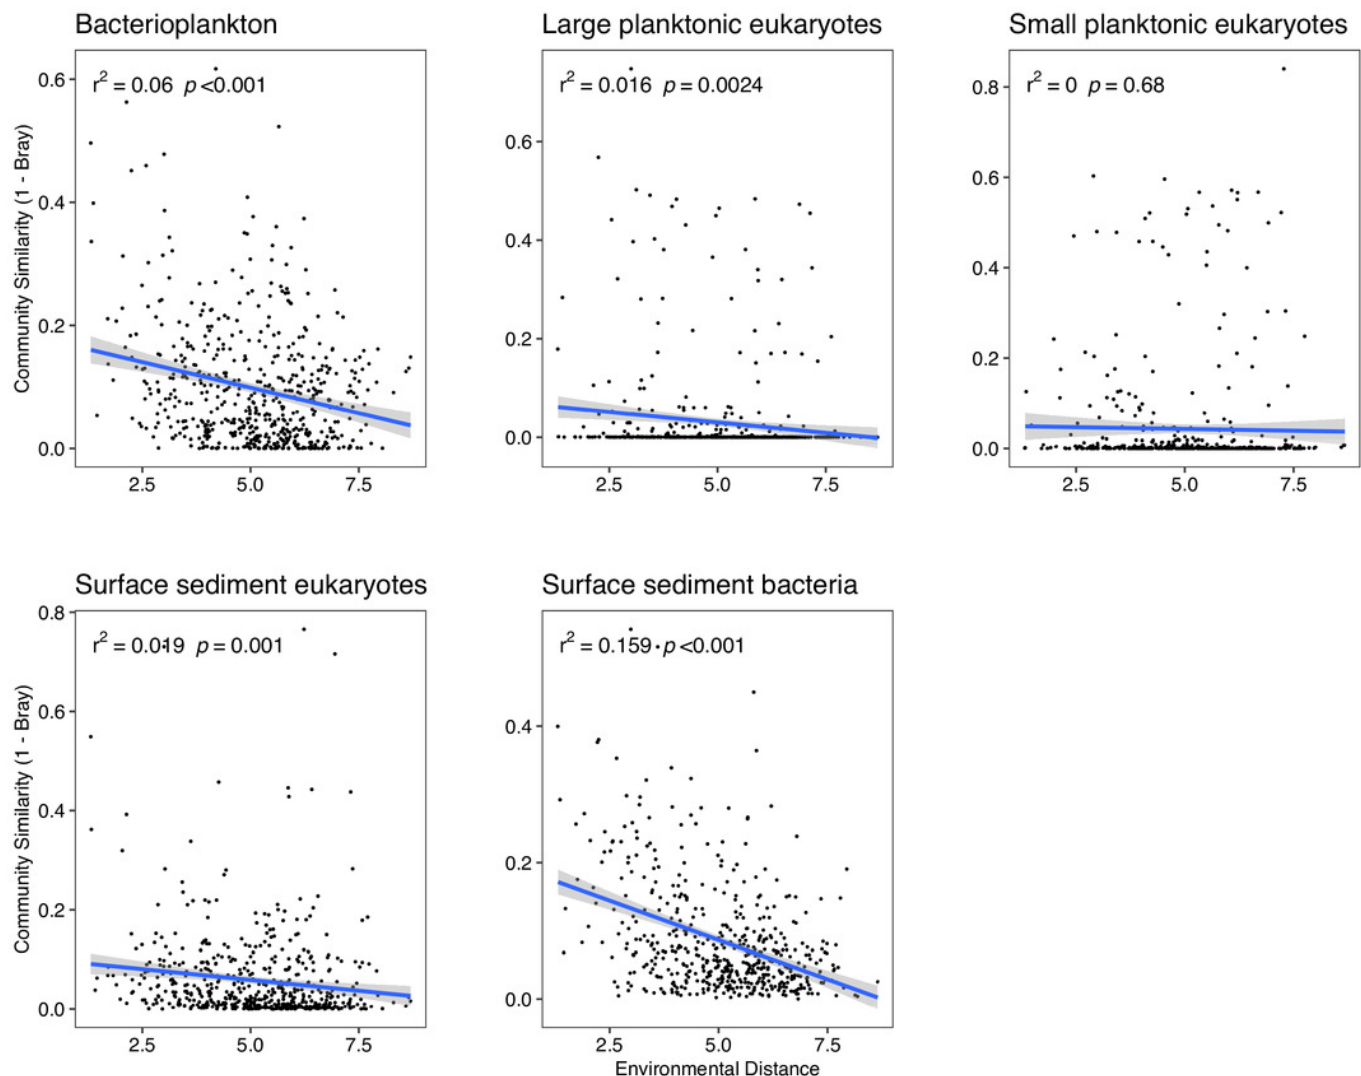 Bacterioplankton
Large planktonic eukaryotes
Small planktonic eukaryotes
Community Similarity (1 - Bray)
r² = 0.06 p <0.001
0.6
0.4
0.2
0.0
2.5 5.0 7.5
r² = 0.016 p = 0.0024
0.6
0.4
0.2
0.0
2.5 5.0 7.5
r² = 0 p = 0.68
0.8
0.6
0.4
0.2
0.0
2.5 5.0 7.5
Surface sediment eukaryotes
Surface sediment bacteria
Community Similarity (1 - Bray)
r² = 0.019 p = 0.001
0.8
0.6
0.4
0.2
0.0
2.5 5.0 7.5
r² = 0.159 p <0.001
0.4
0.2
0.0
2.5 5.0 7.5
Environmental Distance